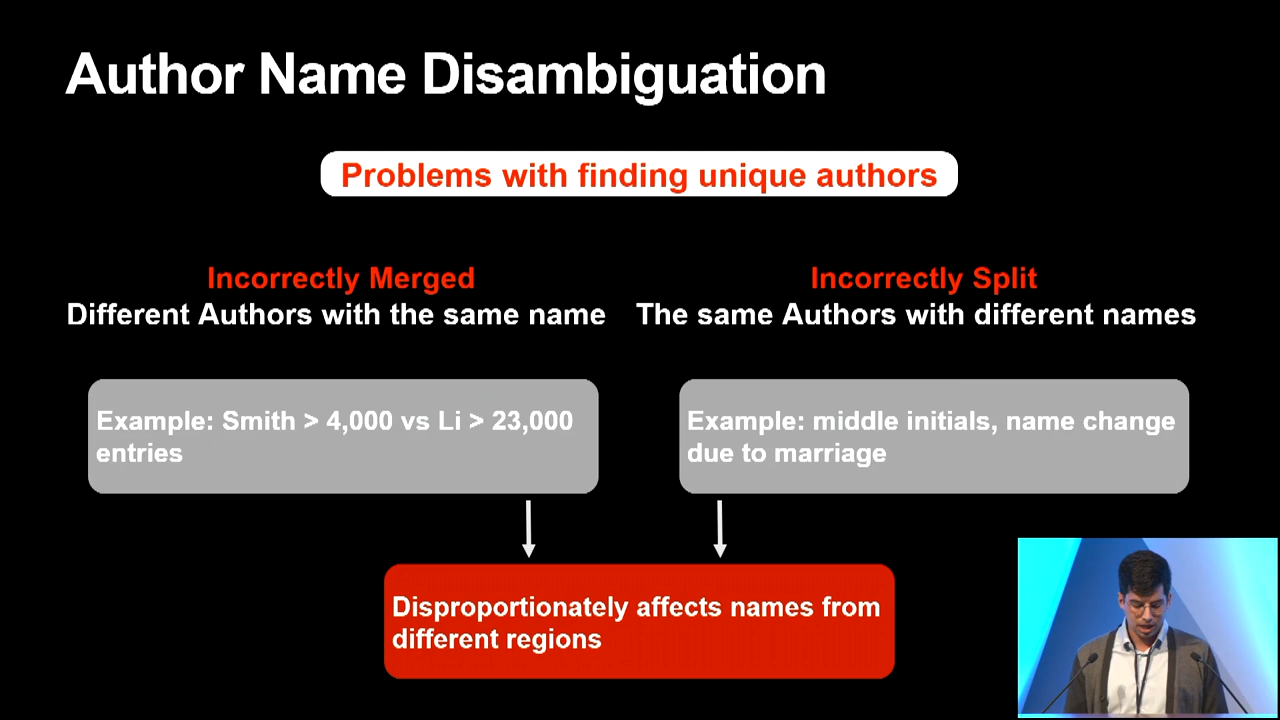 Author Name Disambiguation
Problems with finding unique authors
Incorrectly Merged
Different Authors with the same name
Example: Smith > 4,000 vs Li > 23,000
entries
Incorrectly Split
The same Authors with different names
Example: middle initials, name change
due to marriage
Disproportionately affects names from
different regions